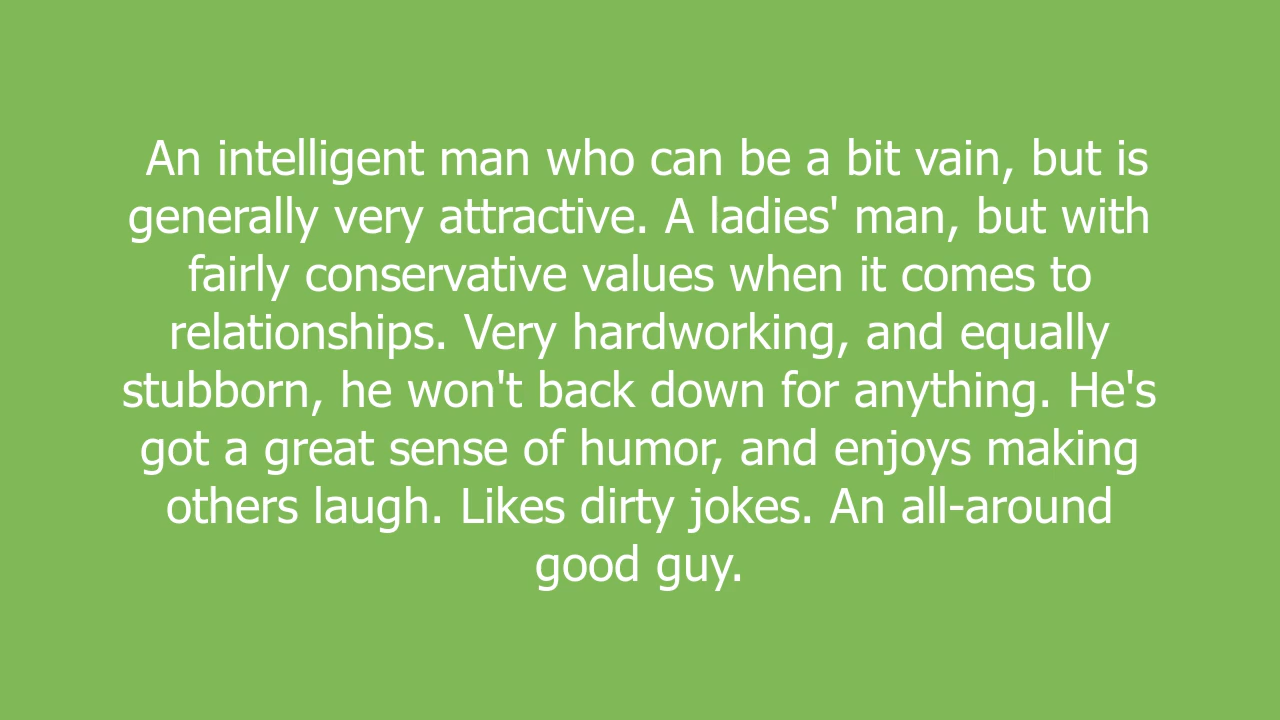 An intelligent man who can be a bit vain, but is
generally very attractive. A ladies' man, but with
fairly conservative values when it comes to
relationships. Very hardworking, and equally
stubborn, he won't back down for anything. He's
got a great sense of humor, and enjoys making
others laugh. Likes dirty jokes. An all-around
good guy.